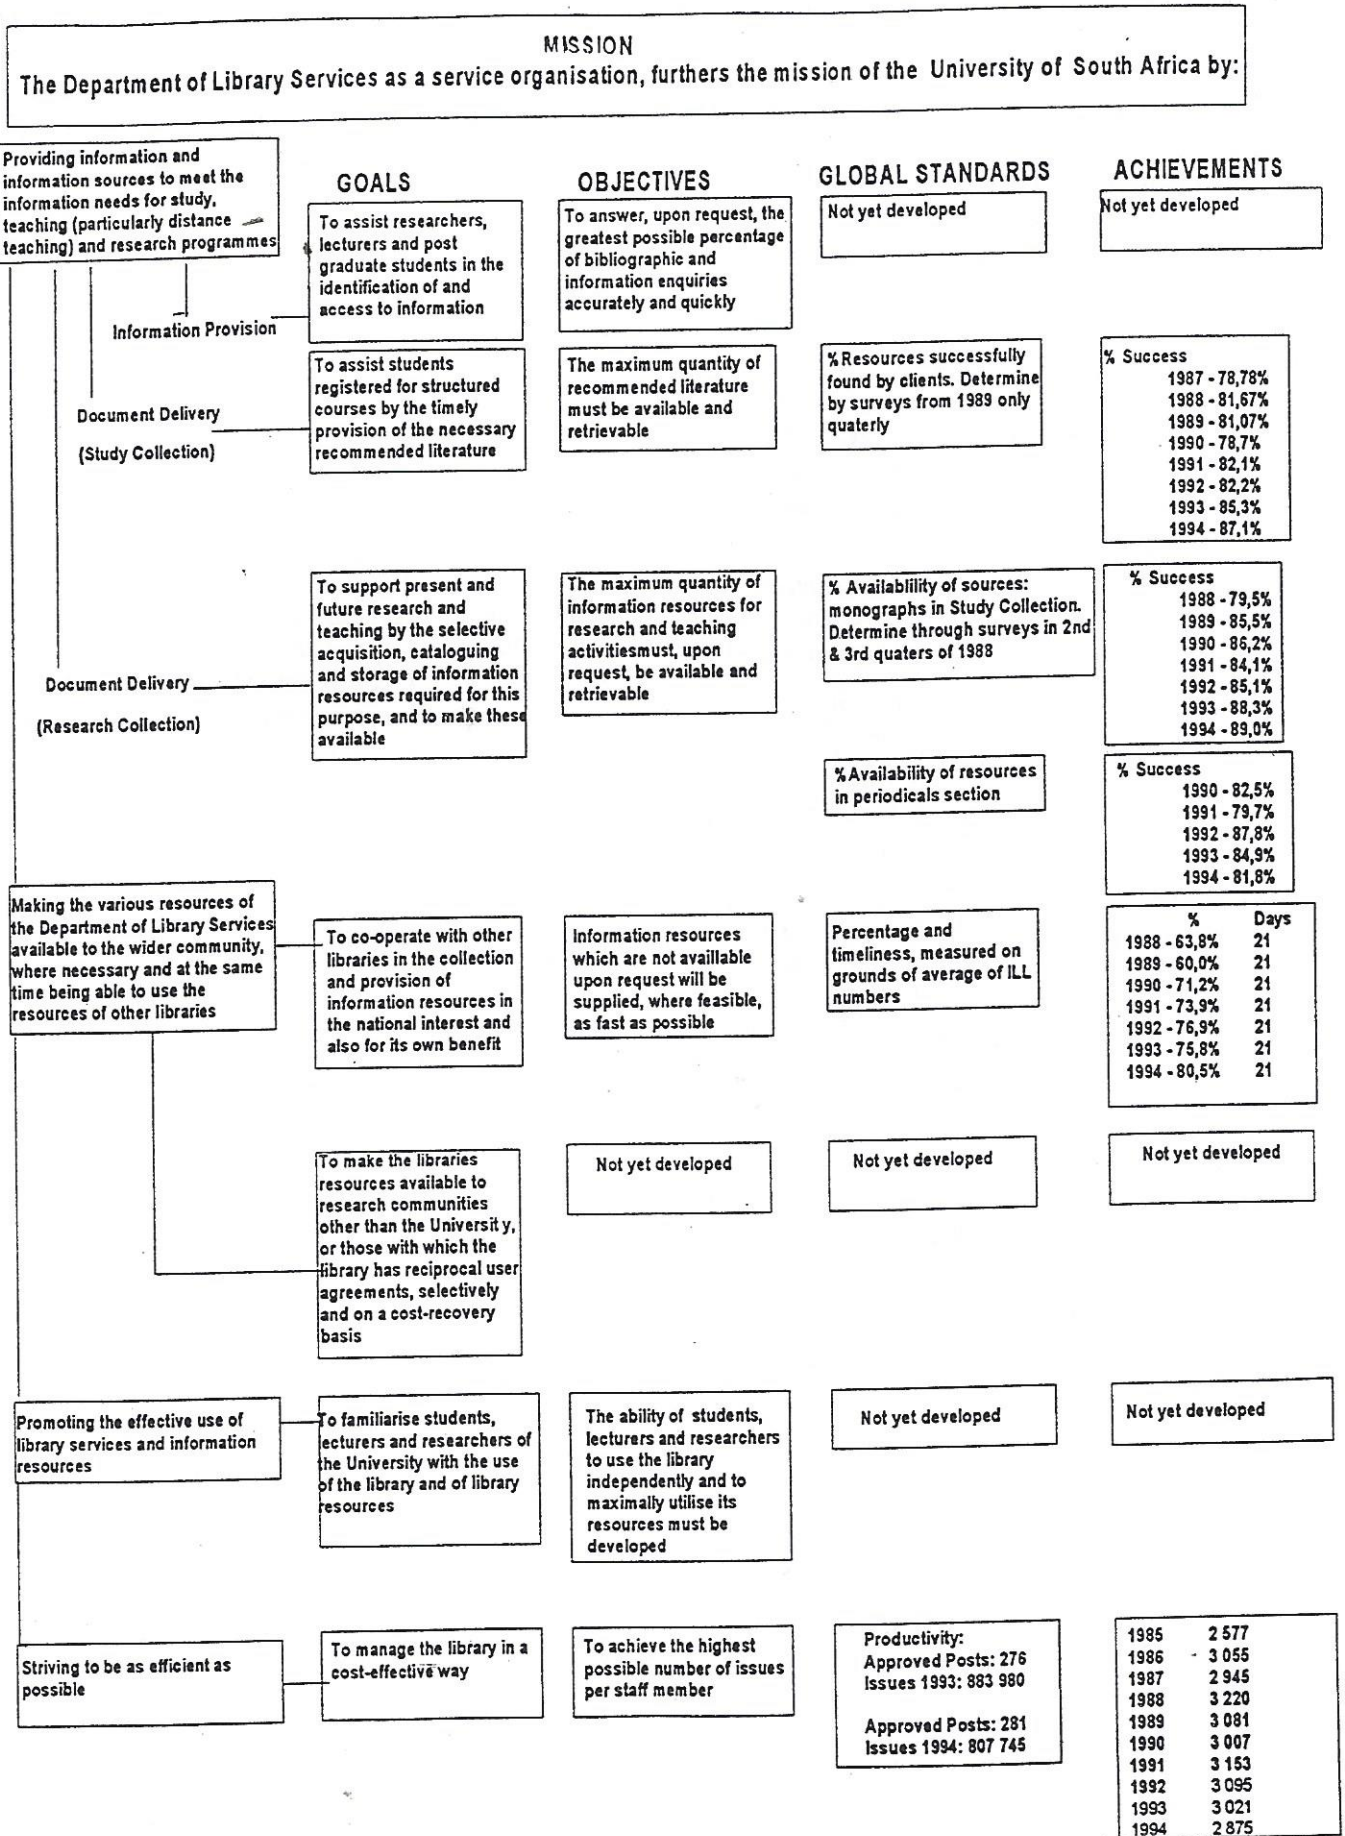 MISSION
The Department of Library Services as a service organisation, furthers the mission of the University of South Africa by:
Providing information and
information sources to meet the
information needs for study,
teaching (particularly distance
teaching) and research programmes
GOALS
OBJECTIVES
GLOBAL STANDARDS
ACHIEVEMENTS
Information Provision
To assist researchers,
lecturers and post
graduate students in the
identification of and
access to information
To answer, upon request, the
greatest possible percentage
of bibliographic and
information enquiries
accurately and quickly
Not yet developed
Not yet developed
Document Delivery
(Study Collection)
To assist students
registered for structured
courses by the timely
provision of the necessary
recommended literature
The maximum quantity of
recommended literature
must be available and
retrievable
% Resources successfully
found by clients. Determine
by surveys from 1989 only
quaterly
% Success
1987 - 78,78%
1988 - 81,67%
1989 - 81,07%
1990 - 78,7%
1991 - 82,1%
1992 - 82,2%
1993 - 85,3%
1994 - 87,1%
Document Delivery
(Research Collection)
To support present and
future research and
teaching by the selective
acquisition, cataloguing
and storage of information
resources required for this
purpose, and to make these
available
The maximum quantity of
information resources for
research and teaching
activitiesmust, upon
request, be available and
retrievable
% Availablility of sources:
monographs in Study Collection.
Determine through surveys in 2nd
& 3rd quaters of 1988
% Success
1988 - 79,5%
1989 - 85,5%
1990 - 86,2%
1991 - 84,1%
1992 - 85,1%
1993 - 88,3%
1994 - 89,0%
% Availability of resources
in periodicals section
% Success
1990 - 82,5%
1991 - 79,7%
1992 - 87,8%
1993 - 84,9%
1994 - 81,8%
Making the various resources of
the Department of Library Services
available to the wider community,
where necessary and at the same
time being able to use the
resources of other libraries
To co-operate with other
libraries in the collection
and provision of
information resources in
the national interest and
also for its own benefit
Information resources
which are not available
upon request will be
supplied, where feasible,
as fast as possible
Percentage and
timeliness, measured on
grounds of average of ILL
numbers
% Days
1988 - 63,8% 21
1989 - 60,0% 21
1990 - 71,2% 21
1991 - 73,9% 21
1992 - 76,9% 21
1993 - 75,8% 21
1994 - 80,5% 21
To make the libraries
resources available to
research communities
other than the University,
or those with which the
library has reciprocal user
agreements, selectively
and on a cost-recovery
basis
Not yet developed
Not yet developed
Not yet developed
Promoting the effective use of
library services and information
resources
To familiarise students,
lecturers and researchers of
the University with the use
of the library and of library
resources
The ability of students,
lecturers and researchers
to use the library
independently and to
maximally utilise its
resources must be
developed
Not yet developed
Not yet developed
Striving to be as efficient as
possible
To manage the library in a
cost-effective way
To achieve the highest
possible number of issues
per staff member
Productivity:
Approved Posts: 276
Issues 1993: 883 980
Approved Posts: 281
Issues 1994: 807 745
1985 2 577
1986 - 3 055
1987 2 945
1988 3 220
1989 3 081
1990 3 007
1991 3 153
1992 3 095
1993 3 021
1994 2 875